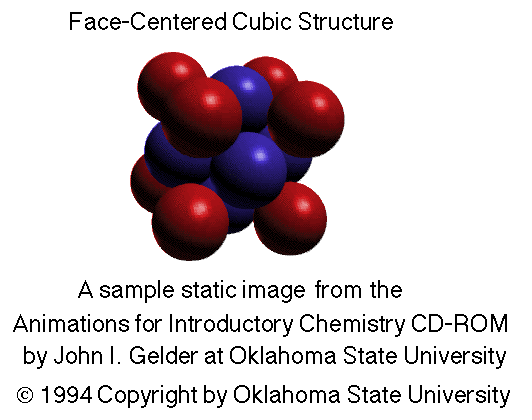 Face-Centered Cubic Structure
A sample static image from the
Animations for Introductory Chemistry CD-ROM
by John I. Gelder at Oklahoma State University
© 1994 Copyright by Oklahoma State University